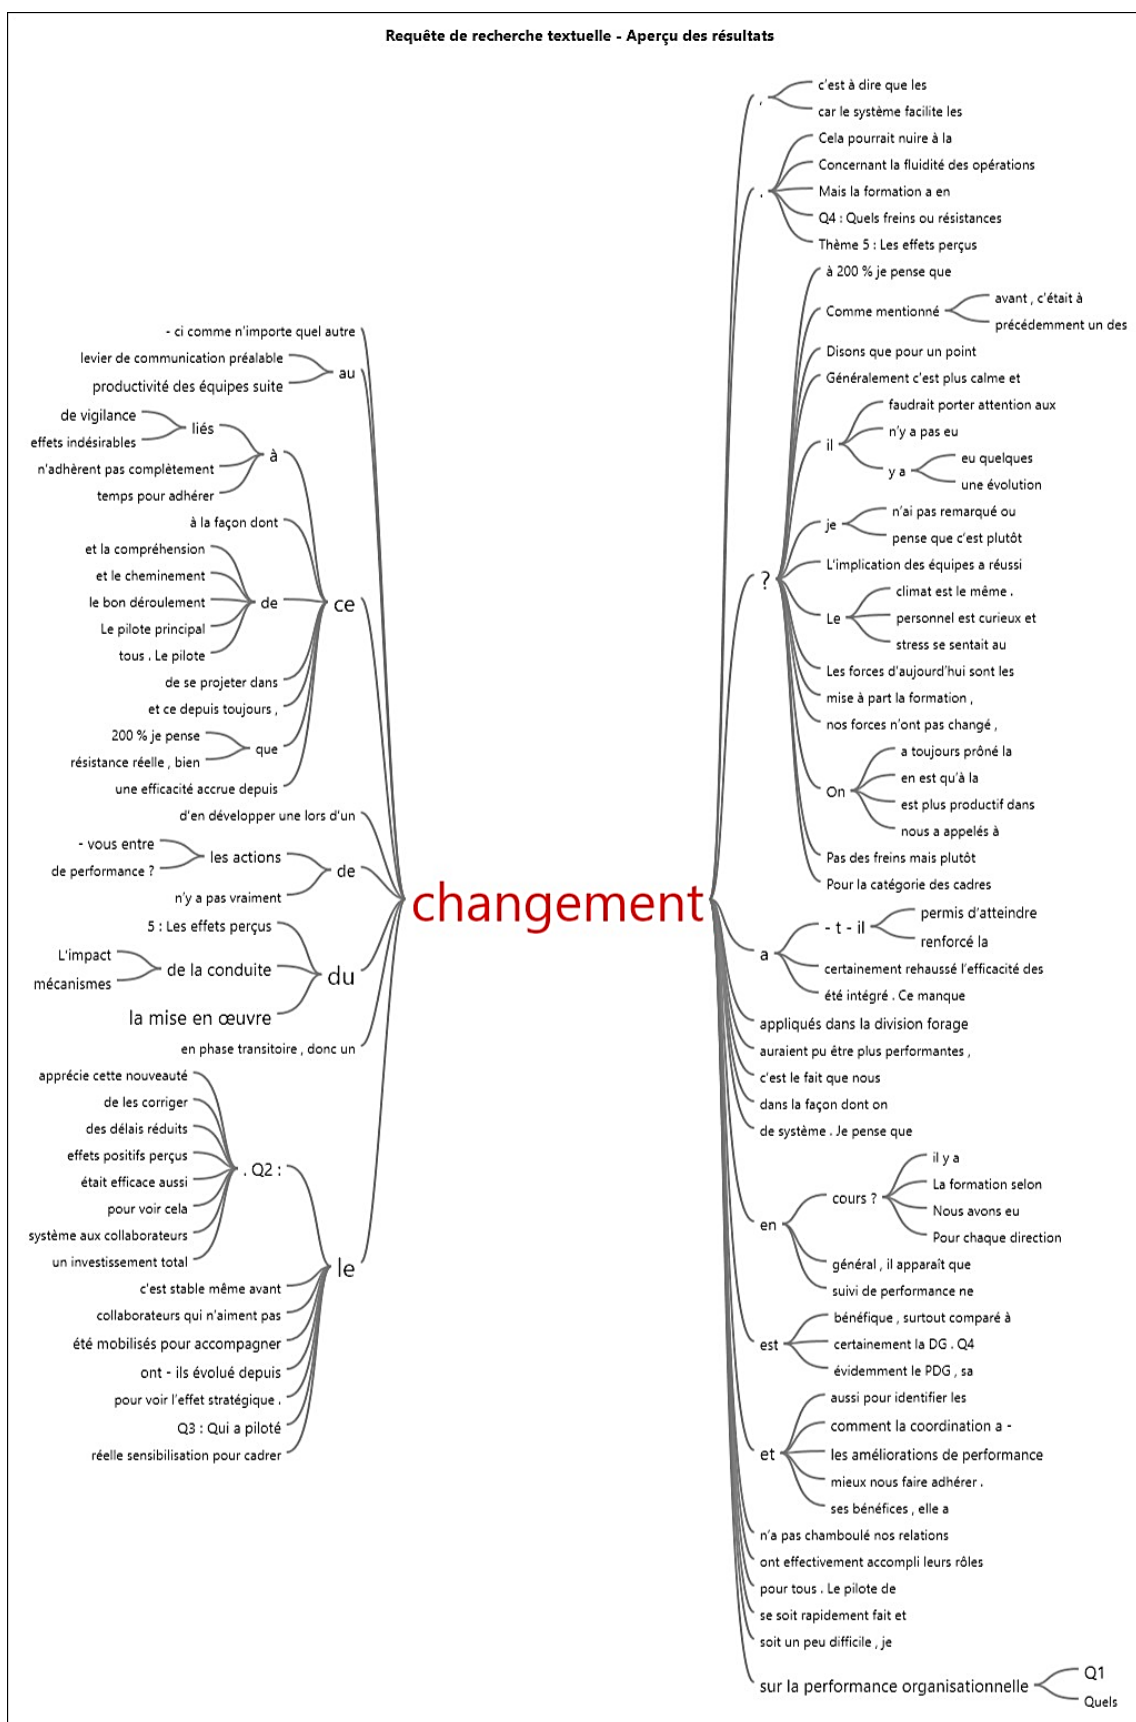 Requête de recherche textuelle - Aperçu des résultats
- ci comme n'importe quel autre
levier de communication préalable
productivité des équipes suite
au
de vigilance
effets indésirables
liés
n'adhèrent pas complètement
temps pour adhérer
à
à la façon dont
et la compréhension
et le cheminement
le bon déroulement
Le pilote principal
tous . Le pilote
de
de se projeter dans
et ce depuis toujours ,
200 % je pense
résistance réelle , bien
que
une efficacité accrue depuis
ce
d'en développer une lors d'un
- vous entre
de performance ?
les actions
n'y a pas vraiment
de
5 : Les effets perçus
L'impact
mécanismes
de la conduite
la mise en œuvre
du
en phase transitoire , donc un
apprécie cette nouveauté
de les corriger
des délais réduits
effets positifs perçus
était efficace aussi
pour voir cela
système aux collaborateurs
un investissement total
. Q2 :
c'est stable même avant
collaborateurs qui n'aiment pas
été mobilisés pour accompagner
ont - ils évolué depuis
pour voir l'effet stratégique .
Q3 : Qui a piloté
réelle sensibilisation pour cadrer
le
changement
,
c'est à dire que les
car le système facilite les
.
Cela pourrait nuire à la
Concernant la fluidité des opérations
Mais la formation a en
Q4 : Quels freins ou résistances
Thème 5 : Les effets perçus
?
à 200 % je pense que
Comme mentionné
avant , c'était à
précédemment un des
Disons que pour un point
Généralement c'est plus calme et
il
faudrait porter attention aux
n'y a pas eu
y a
eu quelques
une évolution
je
n'ai pas remarqué ou
pense que c'est plutôt
L'implication des équipes a réussi
Le
climat est le même .
personnel est curieux et
stress se sentait au
Les forces d'aujourd'hui sont les
mise à part la formation ,
nos forces n'ont pas changé ,
On
a toujours prôné la
en est qu'à la
est plus productif dans
nous a appelés à
Pas des freins mais plutôt
Pour la catégorie des cadres
a
- t - il
permis d'atteindre
renforcé la
certainement rehaussé l'efficacité des
été intégré . Ce manque
appliqués dans la division forage
auraient pu être plus performantes ,
c'est le fait que nous
dans la façon dont on
de système . Je pense que
en
cours ?
il y a
La formation selon
Nous avons eu
Pour chaque direction
général , il apparaît que
suivi de performance ne
est
bénéfique , surtout comparé à
certainement la DG . Q4
évidemment le PDG , sa
et
aussi pour identifier les
comment la coordination a -
les améliorations de performance
mieux nous faire adhérer .
ses bénéfices , elle a
n'a pas chamboulé nos relations
ont effectivement accompli leurs rôles
pour tous . Le pilote de
se soit rapidement fait et
soit un peu difficile , je
sur la performance organisationnelle
Q1
Quels